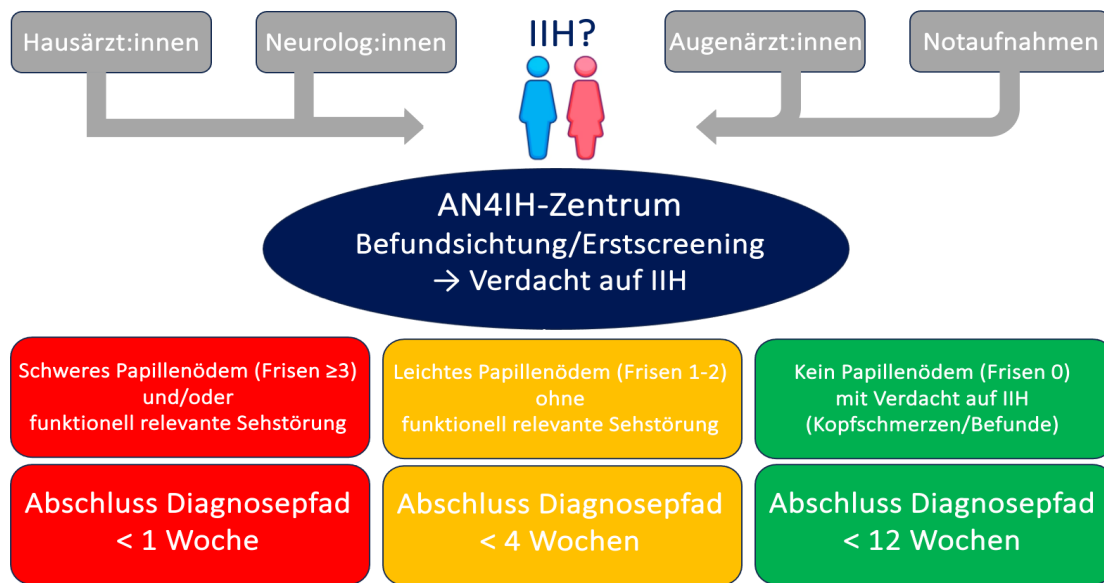 Hausärzt:innen
Neurolog:innen
IIH?
Augenärzt:innen
Notaufnahmen
AN4IH-Zentrum
Befundsichtung/Erstscreening
→ Verdacht auf IIH
Schweres Papillenödem (Frisen ≥3)
und/oder
funktionell relevante Sehstörung
Leichtes Papillenödem (Frisen 1-2)
ohne
funktionell relevante Sehstörung
Kein Papillenödem (Frisen 0)
mit Verdacht auf IIH
(Kopfschmerzen/Befunde)
Abschluss Diagnosepfad
< 1 Woche
Abschluss Diagnosepfad
< 4 Wochen
Abschluss Diagnosepfad
< 12 Wochen